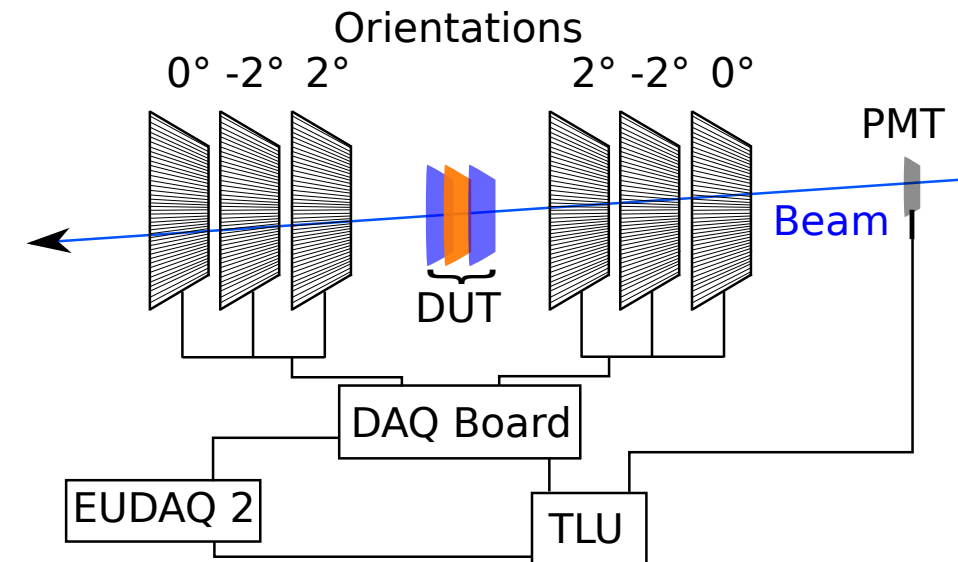 Orientations
0° -2° 2°
2° -2° 0°
PMT
Beam
DUT
DAQ Board
EUDAQ 2
TLU